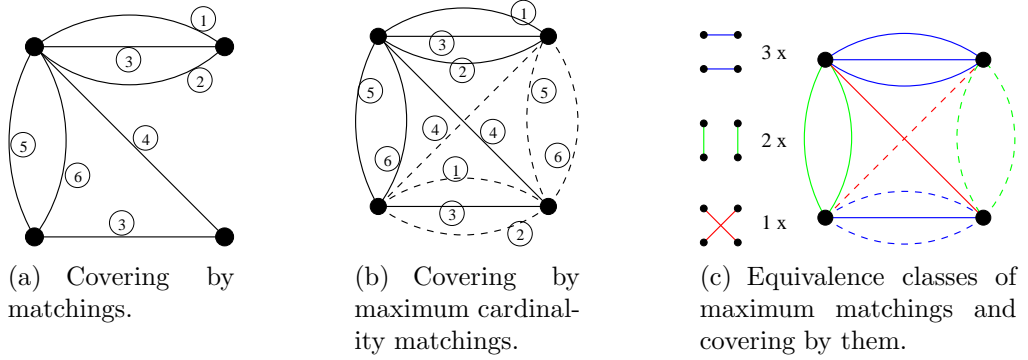 1
3
2
4
5
6
3
(a) Covering by
matchings.
1
3
2
5
5
4
4
6
6
1
3
2
(b) Covering by
maximum cardinal-
ity matchings.
3 x
2 x
1 x
(c) Equivalence classes of
maximum matchings and
covering by them.